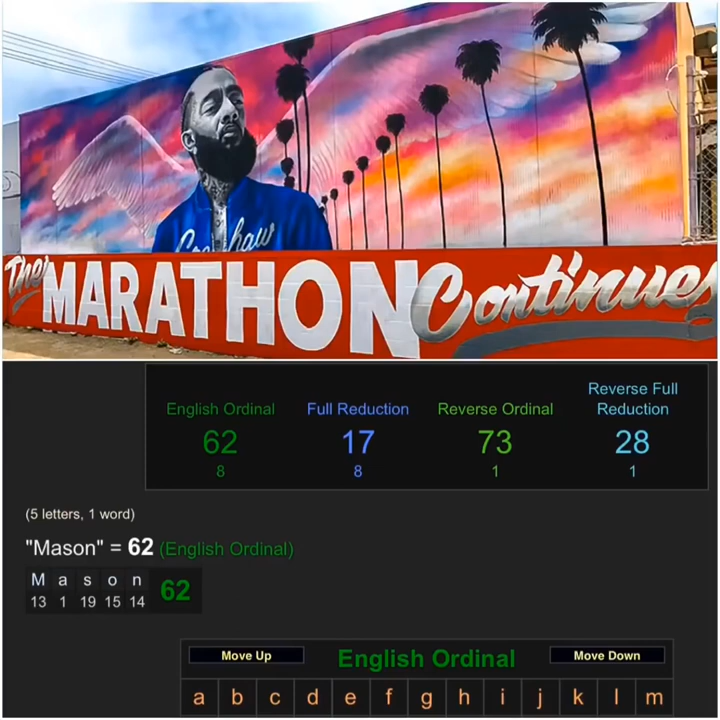 Crenshaw
The MARATHON Continues
English Ordinal Full Reduction Reverse Ordinal Reverse Full Reduction
62 17 73 28
8 8 1 1
(5 letters, 1 word)
"Mason" = 62 (English Ordinal)
M a s o n 62
13 1 19 15 14
Move Up English Ordinal Move Down
a b c d e f g h i j k l m